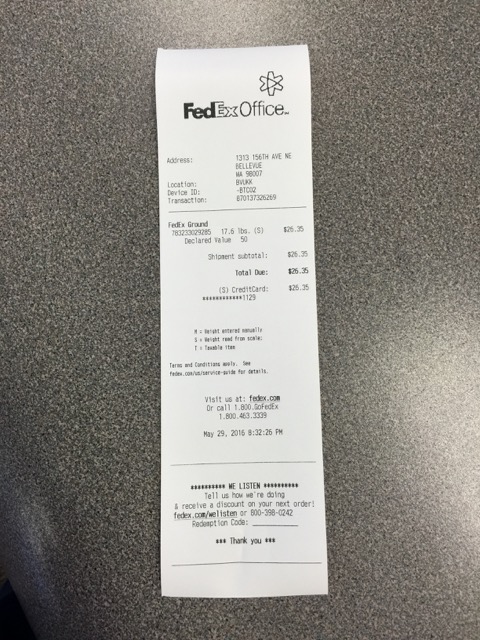 FedEx Office
Address: 1313 156TH AVE NE
BELLEVUE
WA 98007
Location: BVUKK
Device ID: -BTC02
Transaction: 870137326269
FedEx Ground
783233029285 17.6 lbs. (S) $26.35
Declared Value 50
Shipment subtotal: $26.35
Total Due: $26.35
(S) CreditCard: $26.35
************1129
M = Weight entered manually
S = Weight read from scale;
T = Taxable item
Terms and Conditions apply. See
fedex.com/us/service-guide for details.
Visit us at: fedex.com
Or call 1.800.GoFedEx
1.800.463.3339
May 29, 2016 8:32:26 PM
********** WE LISTEN **********
Tell us how we're doing
& receive a discount on your next order!
fedex.com/welisten or 800-398-0242
Redemption Code: ____________
*** Thank you ***